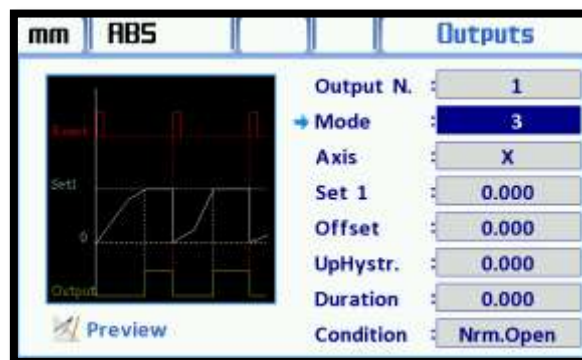 mm ABS Outputs
Output N. : 1
Mode : 3
Axis : X
Set 1 : 0.000
Offset : 0.000
UpHystr. : 0.000
Duration : 0.000
Condition : Nrm.Open
Reset
Set1
0
Output
Preview